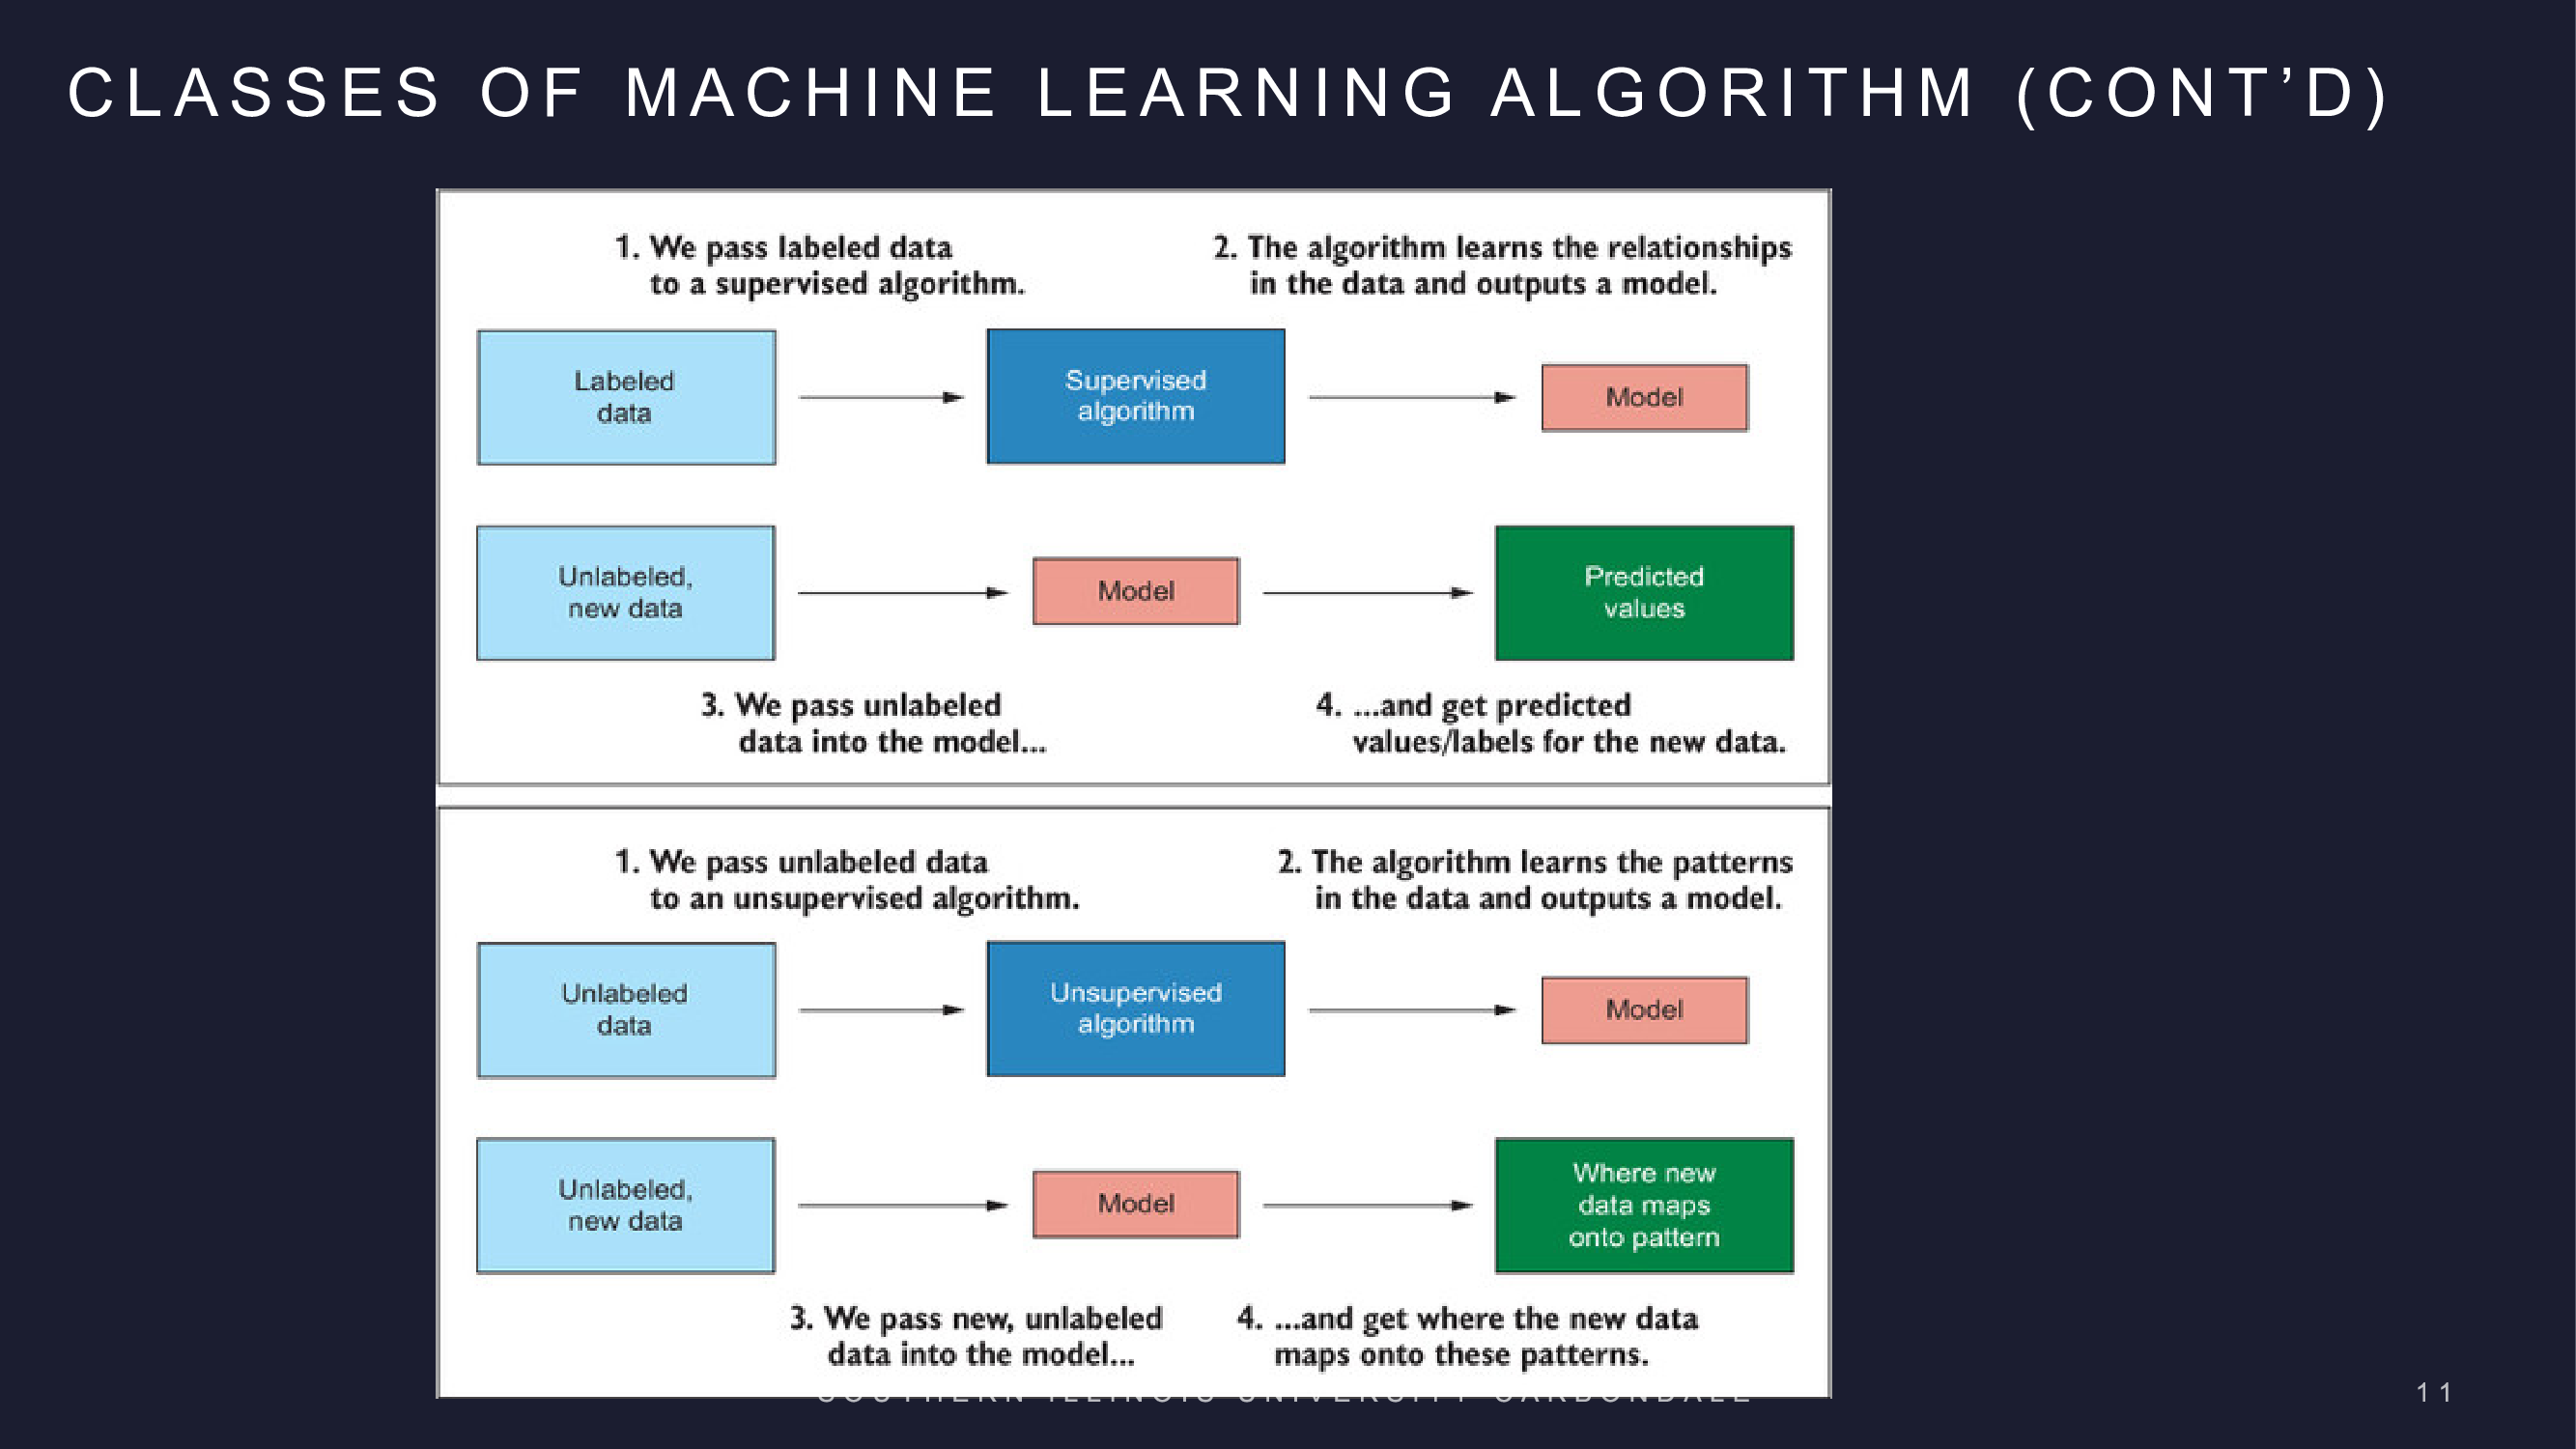 CLASSES OF MACHINE LEARNING ALGORITHM (CONT’D)
1. We pass labeled data
to a supervised algorithm.
2. The algorithm learns the relationships
in the data and outputs a model.
Labeled
data
Supervised
algorithm
Model
Unlabeled,
new data
Model
Predicted
values
3. We pass unlabeled
data into the model...
4. ...and get predicted
values/labels for the new data.
1. We pass unlabeled data
to an unsupervised algorithm.
2. The algorithm learns the patterns
in the data and outputs a model.
Unlabeled
data
Unsupervised
algorithm
Model
Unlabeled,
new data
Model
Where new
data maps
onto pattern
3. We pass new, unlabeled
data into the model...
4. ...and get where the new data
maps onto these patterns.
SOUTHERN ILLINOIS UNIVERSITY CARBONDALE
11